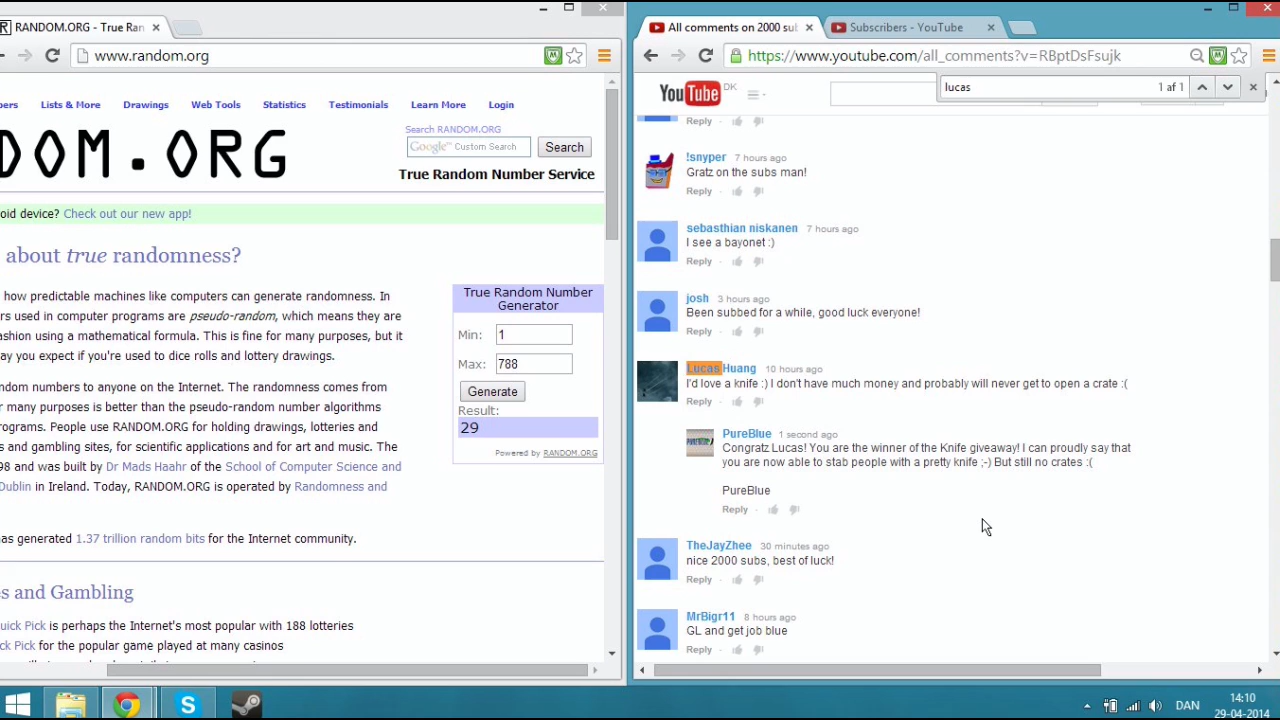 RANDOM.ORG - True Ran
www.random.org
Lists & More
Drawings
Web Tools
Statistics
Testimonials
Learn More
Login
Search RANDOM.ORG
Google™ Custom Search
Search
DOM.ORG
True Random Number Service
oid device? Check out our new app!
about true randomness?
how predictable machines like computers can generate randomness. In
rs used in computer programs are pseudo-random, which means they are
ashion using a mathematical formula. This is fine for many purposes, but it
ay you expect if you're used to dice rolls and lottery drawings.
ndom numbers to anyone on the Internet. The randomness comes from
r many purposes is better than the pseudo-random number algorithms
rograms. People use RANDOM.ORG for holding drawings, lotteries and
s, for scientific applications and for art and music. The
98 and was built by Dr Mads Haahr of the School of Computer Science and
Dublin in Ireland. Today, RANDOM.ORG is operated by Randomness and
as generated 1.37 trillion random bits for the Internet community.
es and Gambling
uick Pick is perhaps the Internet's most popular with 188 lotteries
ck Pick for the popular game played at many casinos
True Random Number
Generator
Min: 1
Max: 788
Generate
Result:
29
Powered by RANDOM.ORG
All comments on 2000 sub
Subscribers - YouTube
https://www.youtube.com/all_comments?v=RBptDsFsujk
lucas
1 af 1
YouTube DK
Reply
!snyper 7 hours ago
Gratz on the subs man!
Reply
sebasthian niskanen 7 hours ago
I see a bayonet :)
Reply
josh 3 hours ago
Been subbed for a while, good luck everyone!
Reply
Lucas Huang 10 hours ago
I'd love a knife :) I don't have much money and probably will never get to open a crate :(
Reply
PureBlue 1 second ago
Congratz Lucas! You are the winner of the Knife giveaway! I can proudly say that
you are now able to stab people with a pretty knife ;-) But still no crates :(
PureBlue
Reply
TheJayZhee 30 minutes ago
nice 2000 subs, best of luck!
Reply
MrBigr11 8 hours ago
GL and get job blue
Reply
DAN
14:10
29-04-2014